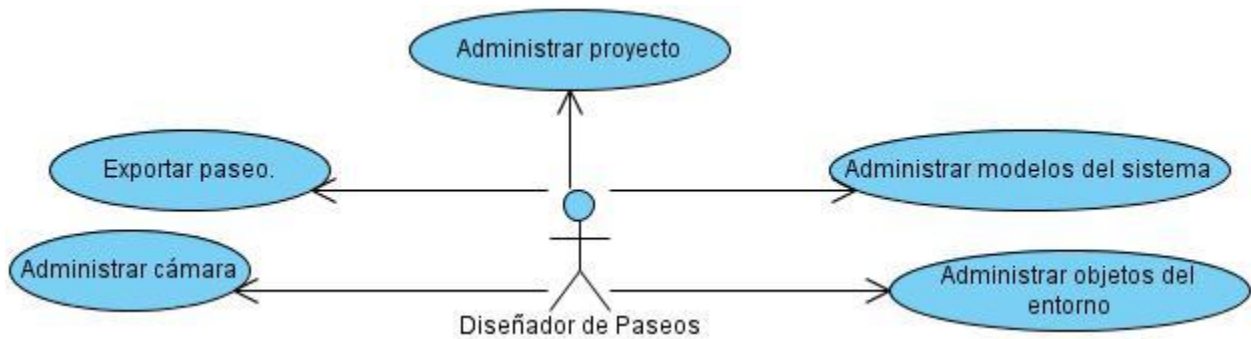 Administrar proyecto
Exportar paseo.
Administrar modelos del sistema
Administrar cámara
Administrar objetos del
entorno
Diseñador de Paseos